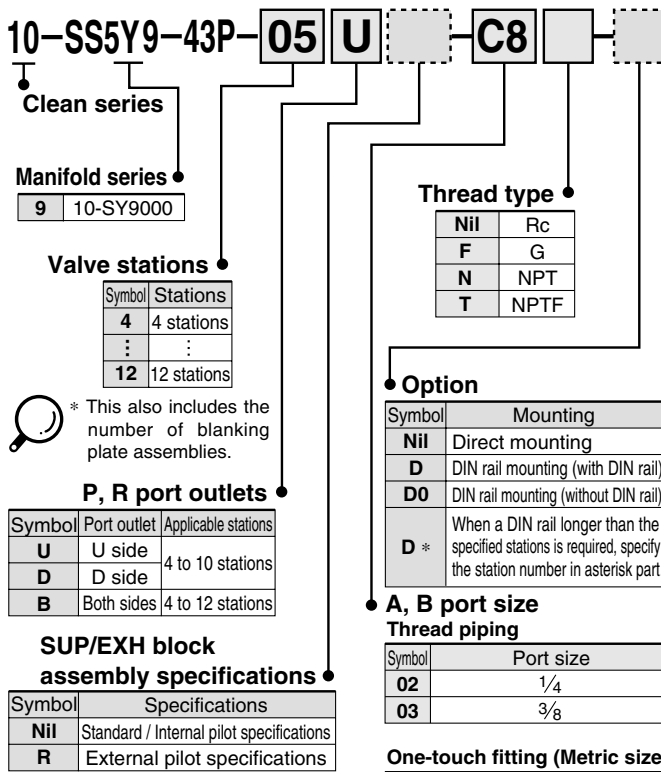 10-SS5Y9-43P-05 U -C8 -
Clean series
Manifold series
9 10-SY9000
Valve stations
Symbol Stations
4 4 stations
⋮ ⋮
12 12 stations
* This also includes the
number of blanking
plate assemblies.
P, R port outlets
Symbol Port outlet Applicable stations
U U side
4 to 10 stations
D D side
B Both sides 4 to 12 stations
SUP/EXH block
assembly specifications
Symbol Specifications
Nil Standard / Internal pilot specifications
R External pilot specifications
Thread type
Nil Rc
F G
N NPT
T NPTF
Option
Symbol Mounting
Nil Direct mounting
D DIN rail mounting (with DIN rail)
D0 DIN rail mounting (without DIN rail)
D * When a DIN rail longer than the
specified stations is required, specify
the station number in asterisk part
A, B port size
Thread piping
Symbol Port size
02 1/4
03 3/8
One-touch fitting (Metric size